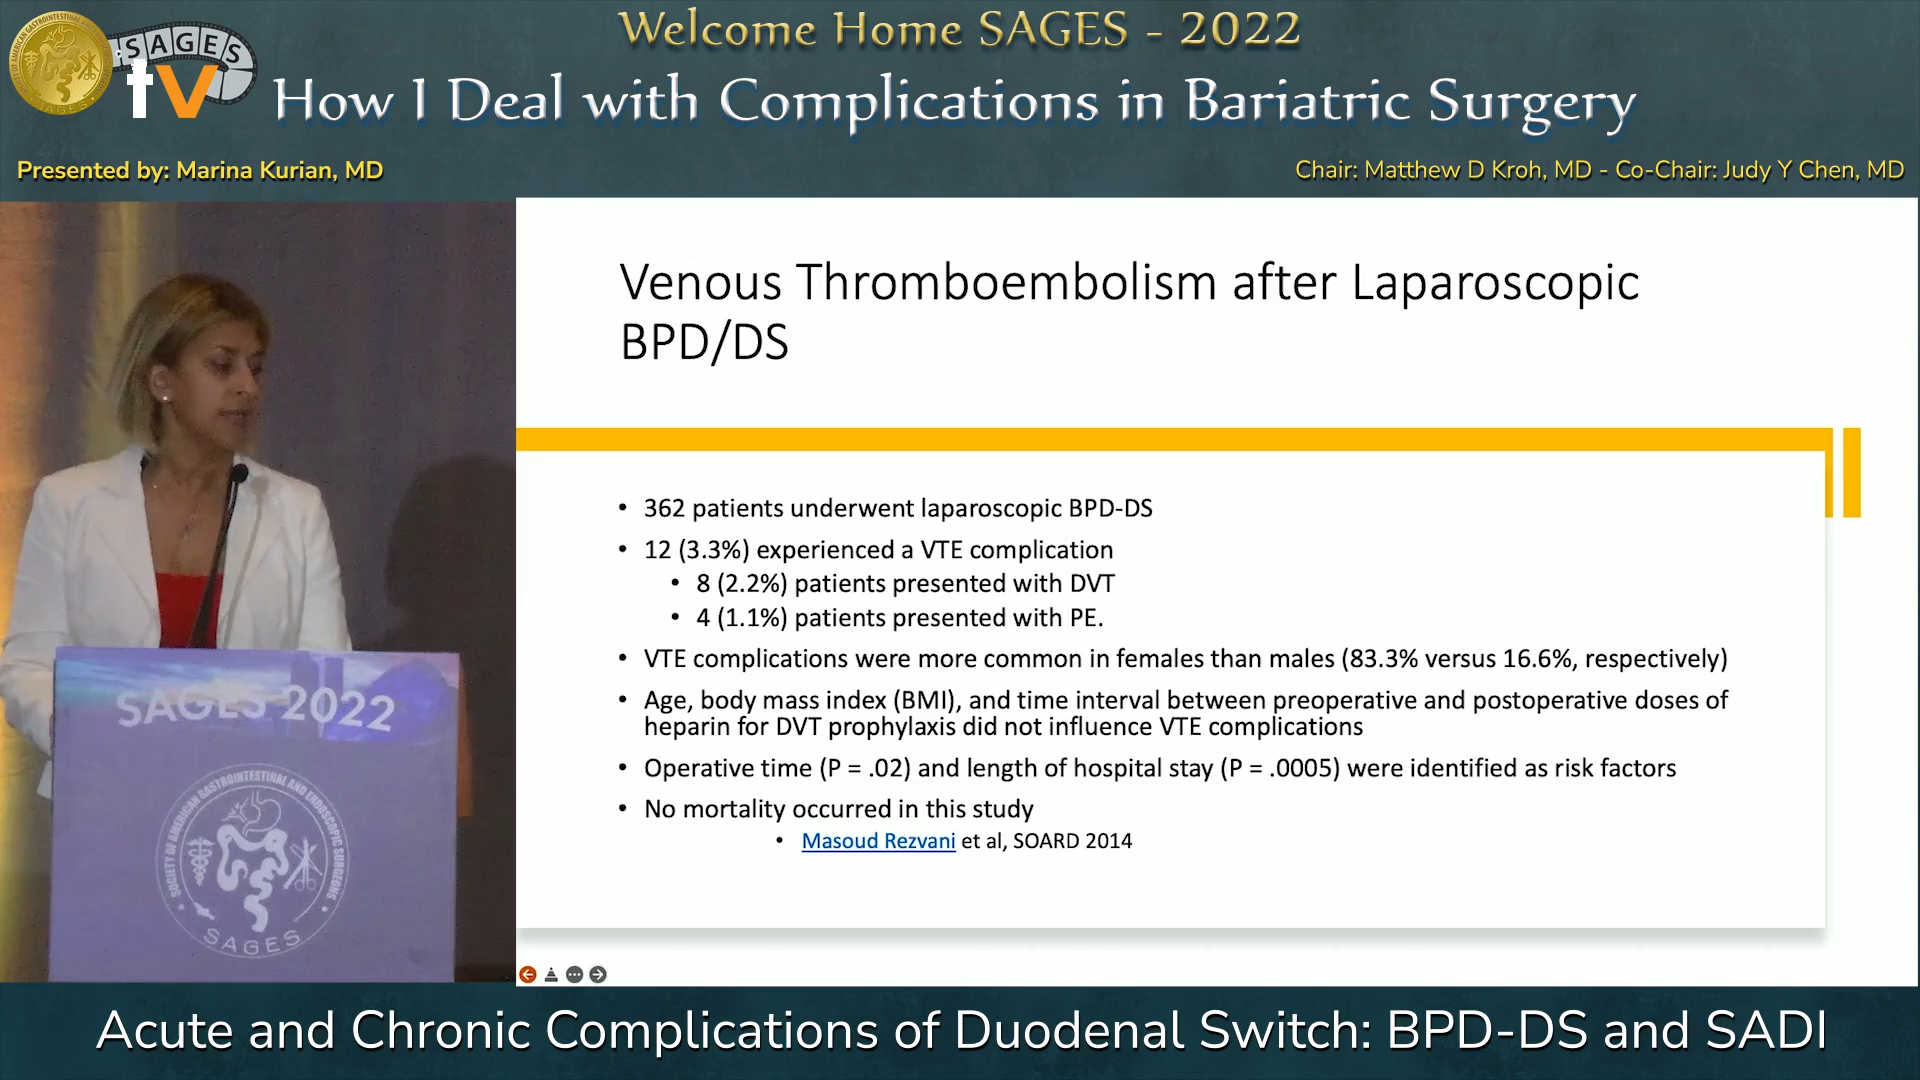 Welcome Home SAGES - 2022
SAGES
tv
How I Deal with Complications in Bariatric Surgery
Presented by: Marina Kurian, MD
Chair: Matthew D Kroh, MD - Co-Chair: Judy Y Chen, MD
Venous Thromboembolism after Laparoscopic
BPD/DS
• 362 patients underwent laparoscopic BPD-DS
• 12 (3.3%) experienced a VTE complication
• 8 (2.2%) patients presented with DVT
• 4 (1.1%) patients presented with PE.
• VTE complications were more common in females than males (83.3% versus 16.6%, respectively)
• Age, body mass index (BMI), and time interval between preoperative and postoperative doses of
heparin for DVT prophylaxis did not influence VTE complications
• Operative time (P = .02) and length of hospital stay (P = .0005) were identified as risk factors
• No mortality occurred in this study
• Masoud Rezvani et al, SOARD 2014
SAGES 2022
SOCIETY OF AMERICAN GASTROINTESTINAL AND ENDOSCOPIC SURGEONS
SAGES
Acute and Chronic Complications of Duodenal Switch: BPD-DS and SADI